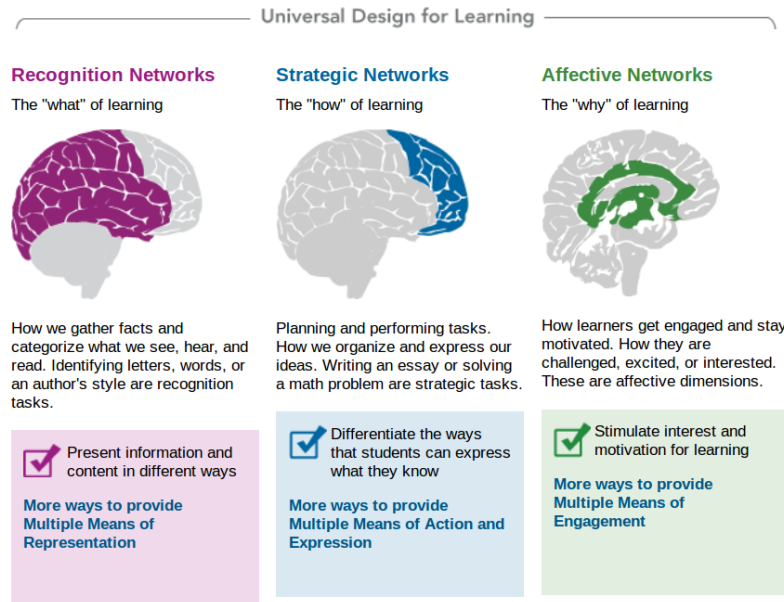 Universal Design for Learning
Recognition Networks
The "what" of learning
How we gather facts and
categorize what we see, hear, and
read. Identifying letters, words, or
an author's style are recognition
tasks.
Present information and
content in different ways
More ways to provide
Multiple Means of
Representation
Strategic Networks
The "how" of learning
Planning and performing tasks.
How we organize and express our
ideas. Writing an essay or solving
a math problem are strategic tasks.
Differentiate the ways
that students can express
what they know
More ways to provide
Multiple Means of Action and
Expression
Affective Networks
The "why" of learning
How learners get engaged and stay
motivated. How they are
challenged, excited, or interested.
These are affective dimensions.
Stimulate interest and
motivation for learning
More ways to provide
Multiple Means of
Engagement